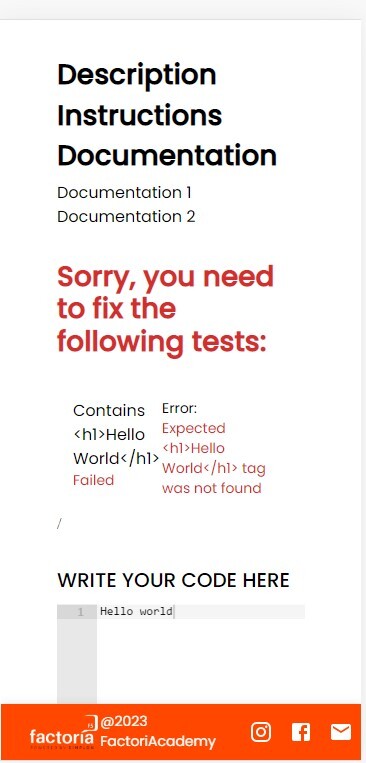 Description
Instructions
Documentation
Documentation 1
Documentation 2
Sorry, you need
to fix the
following tests:
Contains
<h1>Hello
World</h1>
Failed
Error:
Expected
<h1>Hello
World</h1> tag
was not found
/
WRITE YOUR CODE HERE
1 Hello world
factoría
F5
@2023
FactoriAcademy